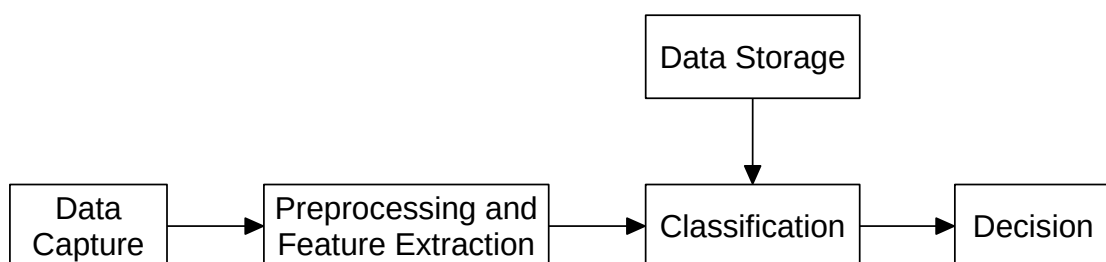 Data Storage
Data
Capture
Preprocessing and
Feature Extraction
Classification
Decision